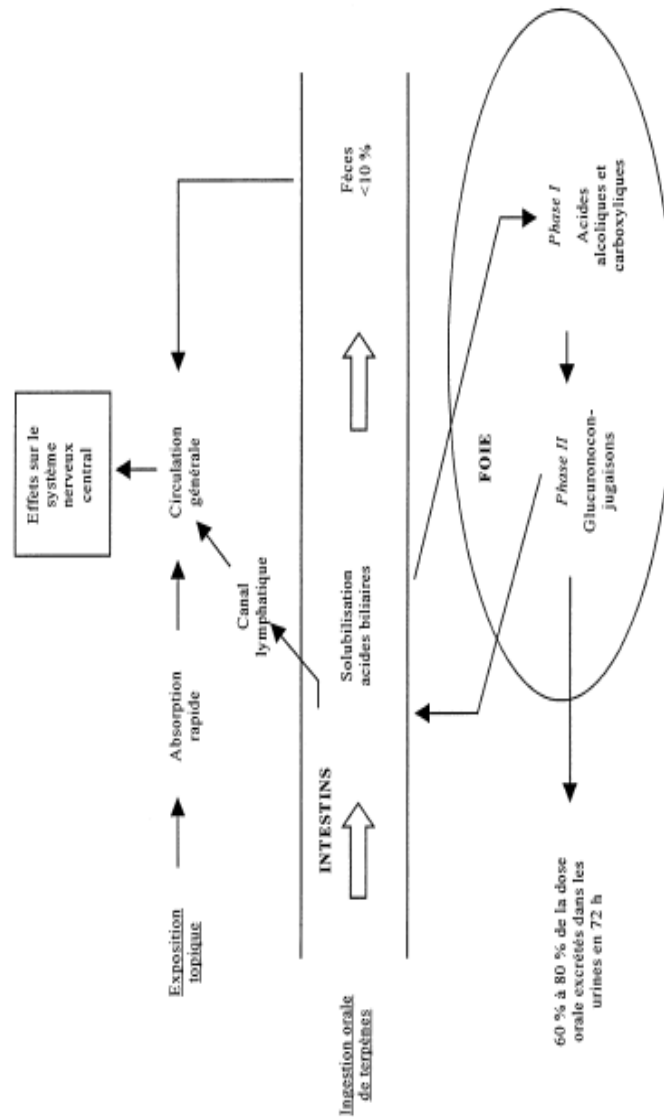 Effets sur le
système
nerveux
central
Exposition
topique
Absorption
rapide
Circulation
générale
Canal
lymphatique
INTESTINS
Ingestion orale
de terpènes
Solubilisation
acides biliaires
Fèces
<10 %
FOIE
Phase I
Acides
alcooliques et
carboxyliques
Phase II
Glucuronocon-
jugaisons
60 % à 80 % de la dose
orale excrétés dans les
urines en 72 h